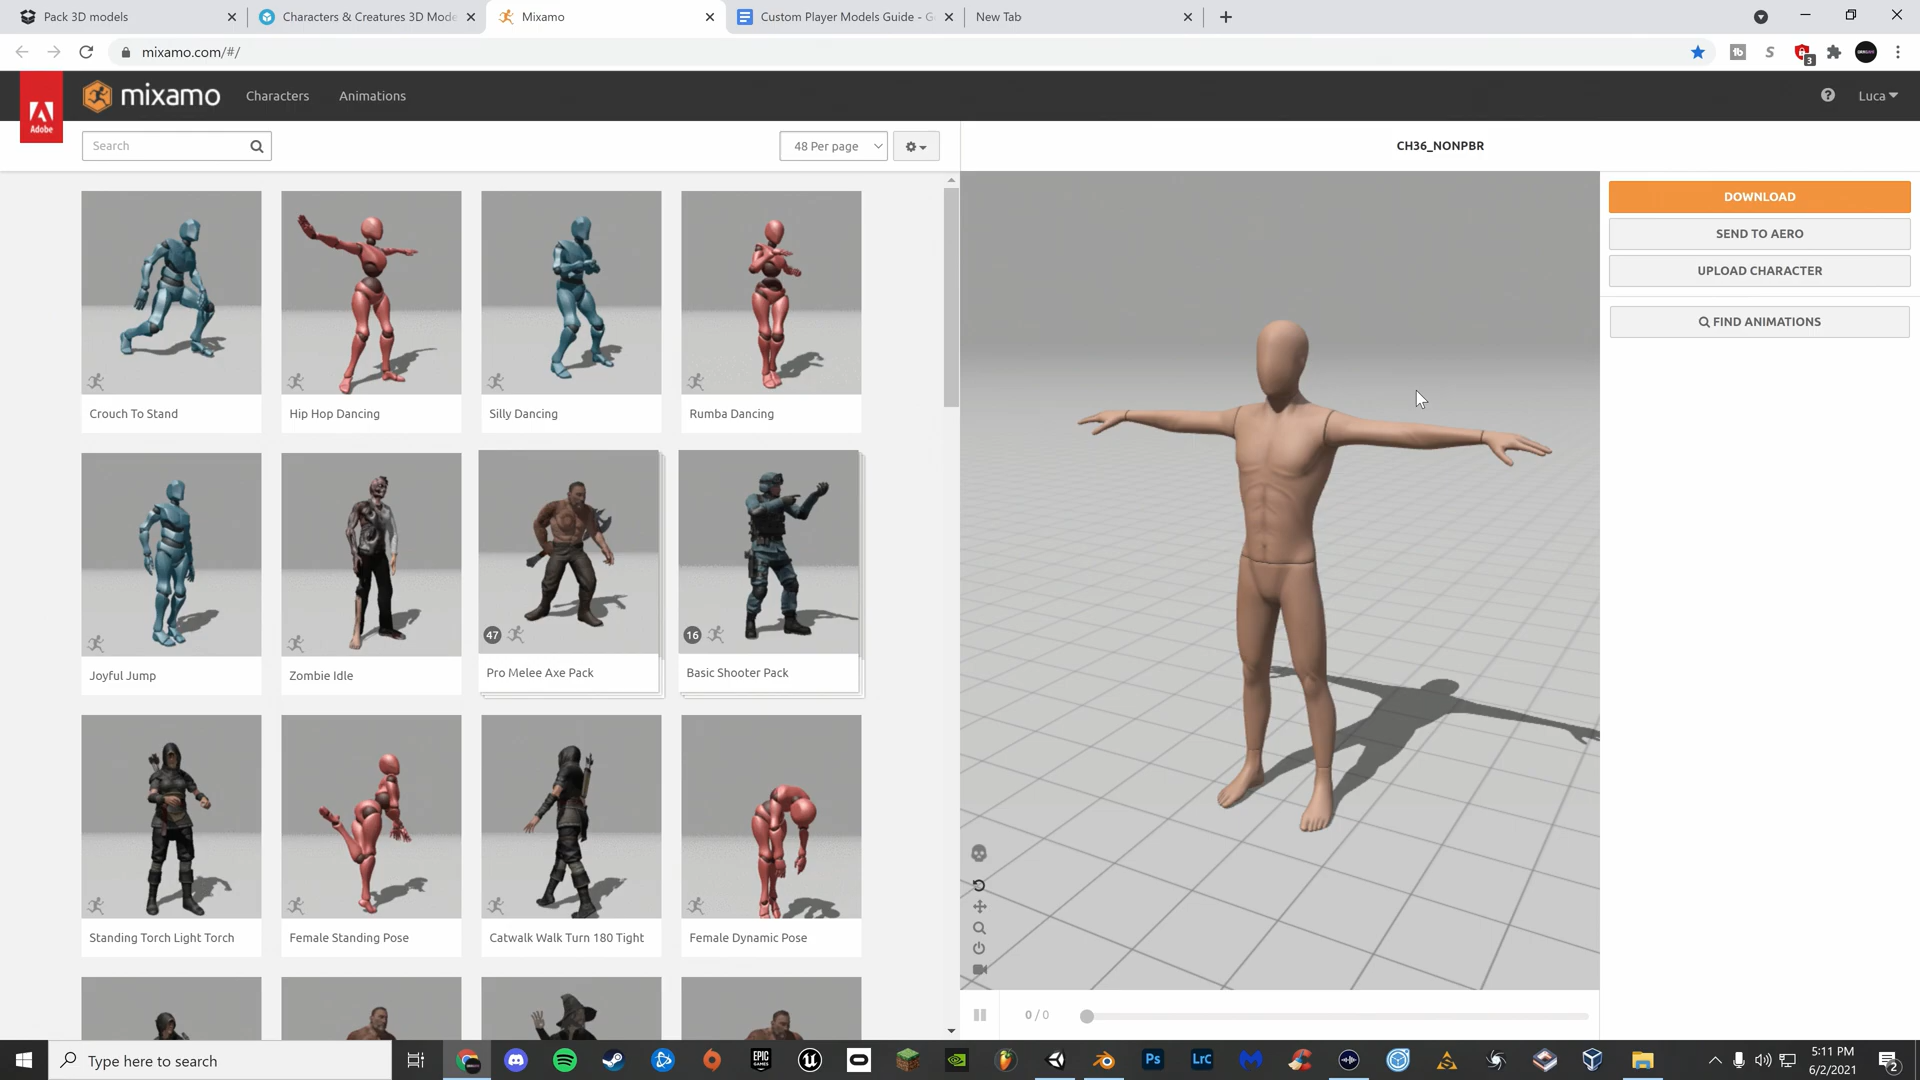 Pack 3D models
Characters & Creatures 3D Mode
Mixamo
Custom Player Models Guide - G
New Tab
mixamo.com/#/
3
Adobe
mixamo
Characters
Animations
Luca
Search
48 Per page
CH36_NONPBR
DOWNLOAD
SEND TO AERO
UPLOAD CHARACTER
FIND ANIMATIONS
Crouch To Stand
Hip Hop Dancing
Silly Dancing
Rumba Dancing
47
16
Joyful Jump
Zombie Idle
Pro Melee Axe Pack
Basic Shooter Pack
Standing Torch Light Torch
Female Standing Pose
Catwalk Walk Turn 180 Tight
Female Dynamic Pose
0 / 0
Type here to search
EPIC GAMES
Ps
LrC
5:11 PM
6/2/2021
2